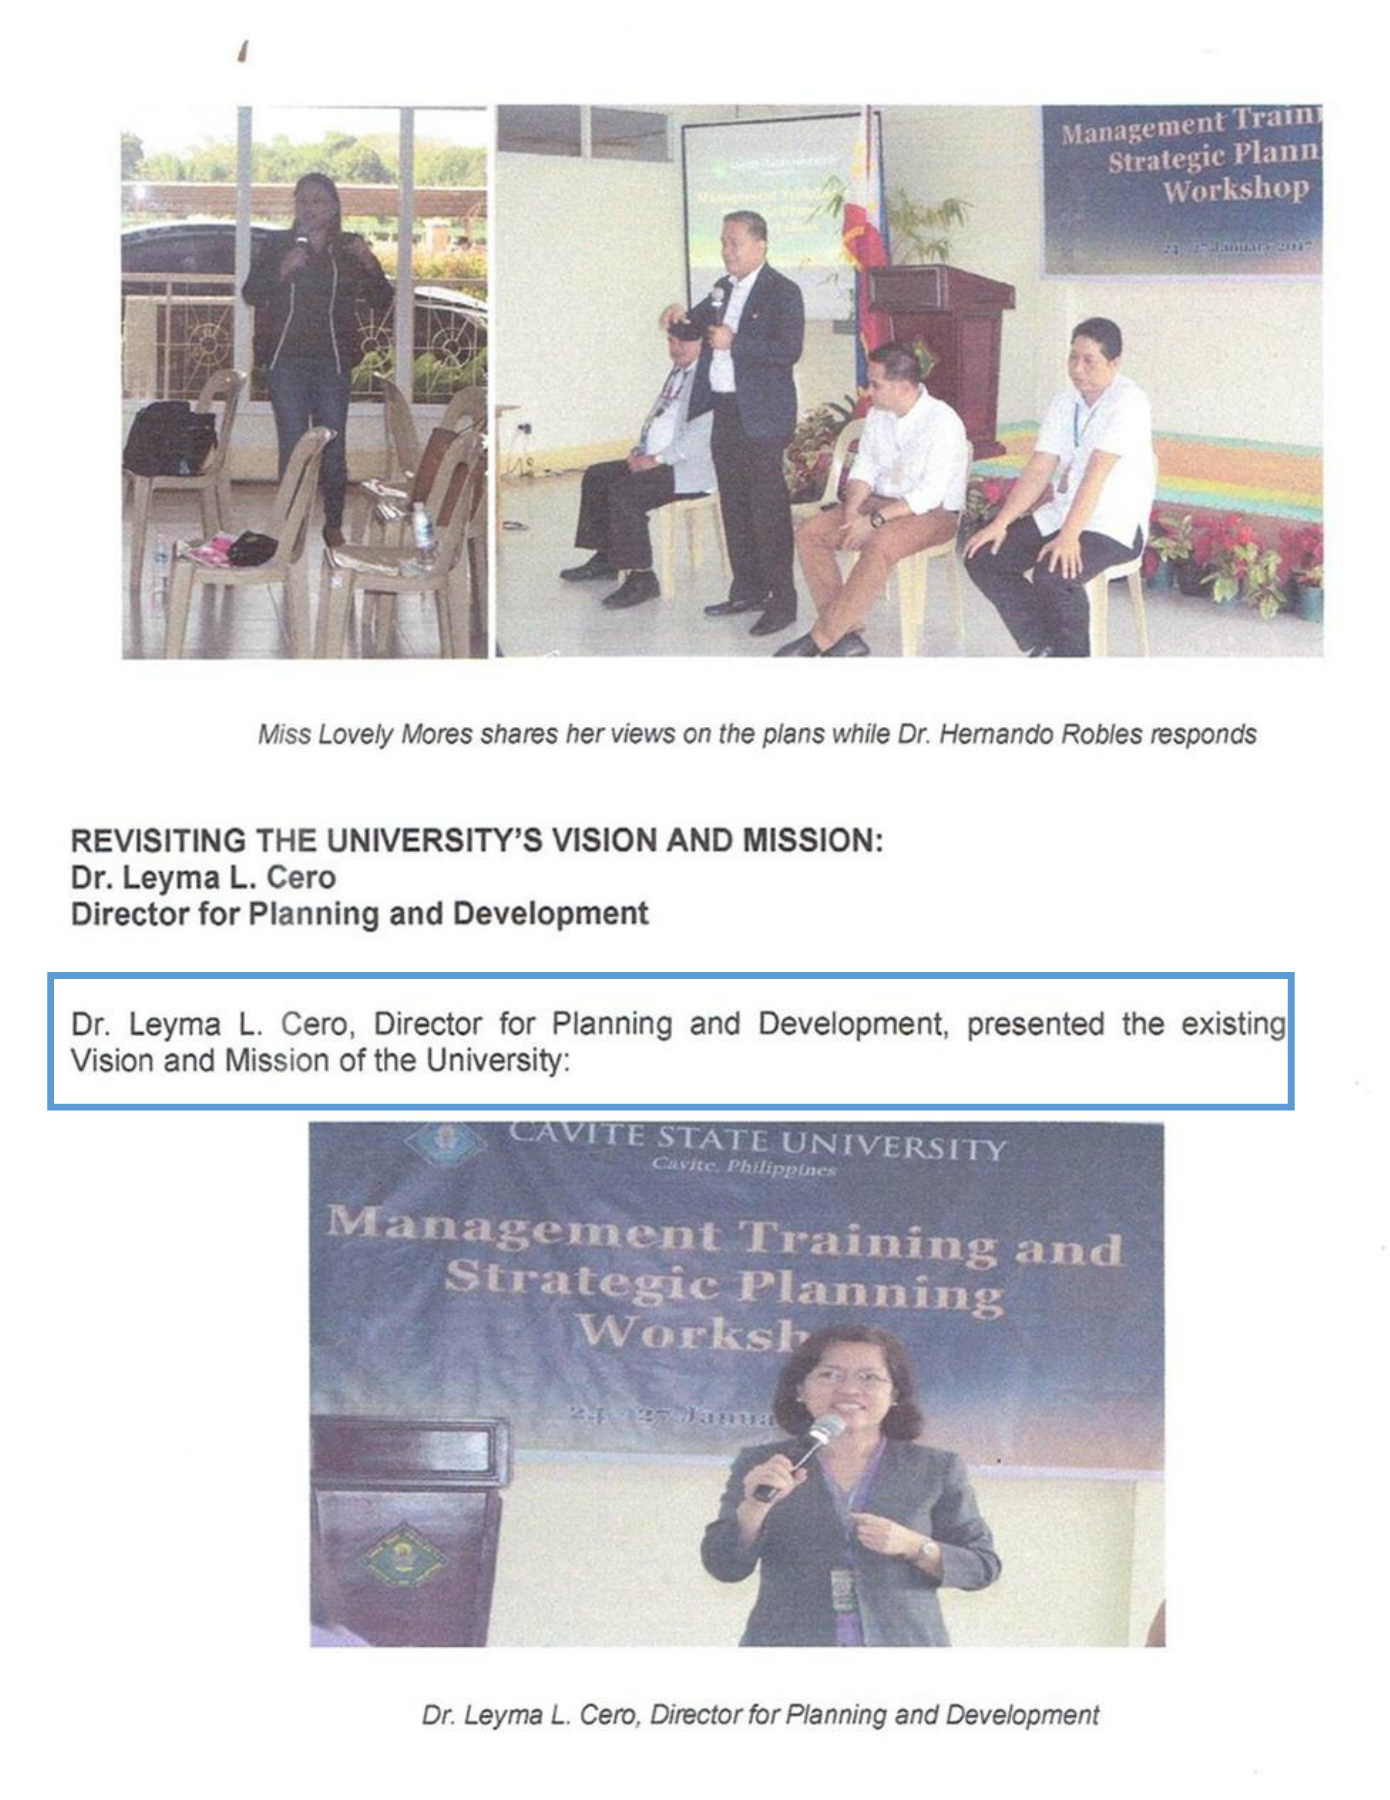 Management Traini
Strategic Plann
Workshop
24 - 27 January 2017
Miss Lovely Mores shares her views on the plans while Dr. Hernando Robles responds
REVISITING THE UNIVERSITY'S VISION AND MISSION:
Dr. Leyma L. Cero
Director for Planning and Development
Dr. Leyma L. Cero, Director for Planning and Development, presented the existing
Vision and Mission of the University:
CAVITE STATE UNIVERSITY
Cavite, Philippines
Management Training and
Strategic Planning
Worksh
24 - 27 Janua
Dr. Leyma L. Cero, Director for Planning and Development